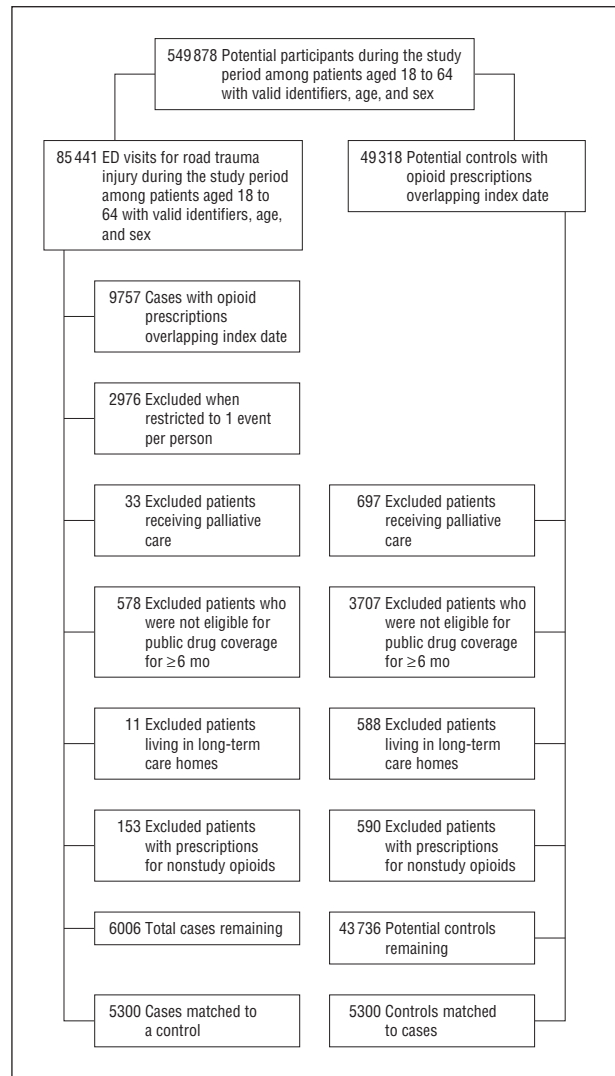 549 878 Potential participants during the study
period among patients aged 18 to 64
with valid identifiers, age, and sex
85 441 ED visits for road trauma
injury during the study period
among patients aged 18 to
64 with valid identifiers, age,
and sex
49 318 Potential controls with
opioid prescriptions
overlapping index date
9757 Cases with opioid
prescriptions
overlapping index date
2976 Excluded when
restricted to 1 event
per person
33 Excluded patients
receiving palliative
care
697 Excluded patients
receiving palliative
care
578 Excluded patients who
were not eligible for
public drug coverage
for ≥6 mo
3707 Excluded patients who
were not eligible for
public drug coverage
for ≥6 mo
11 Excluded patients
living in long-term
care homes
588 Excluded patients
living in long-term
care homes
153 Excluded patients
with prescriptions
for nonstudy opioids
590 Excluded patients
with prescriptions
for nonstudy opioids
6006 Total cases remaining
43 736 Potential controls
remaining
5300 Cases matched to
a control
5300 Controls matched
to cases